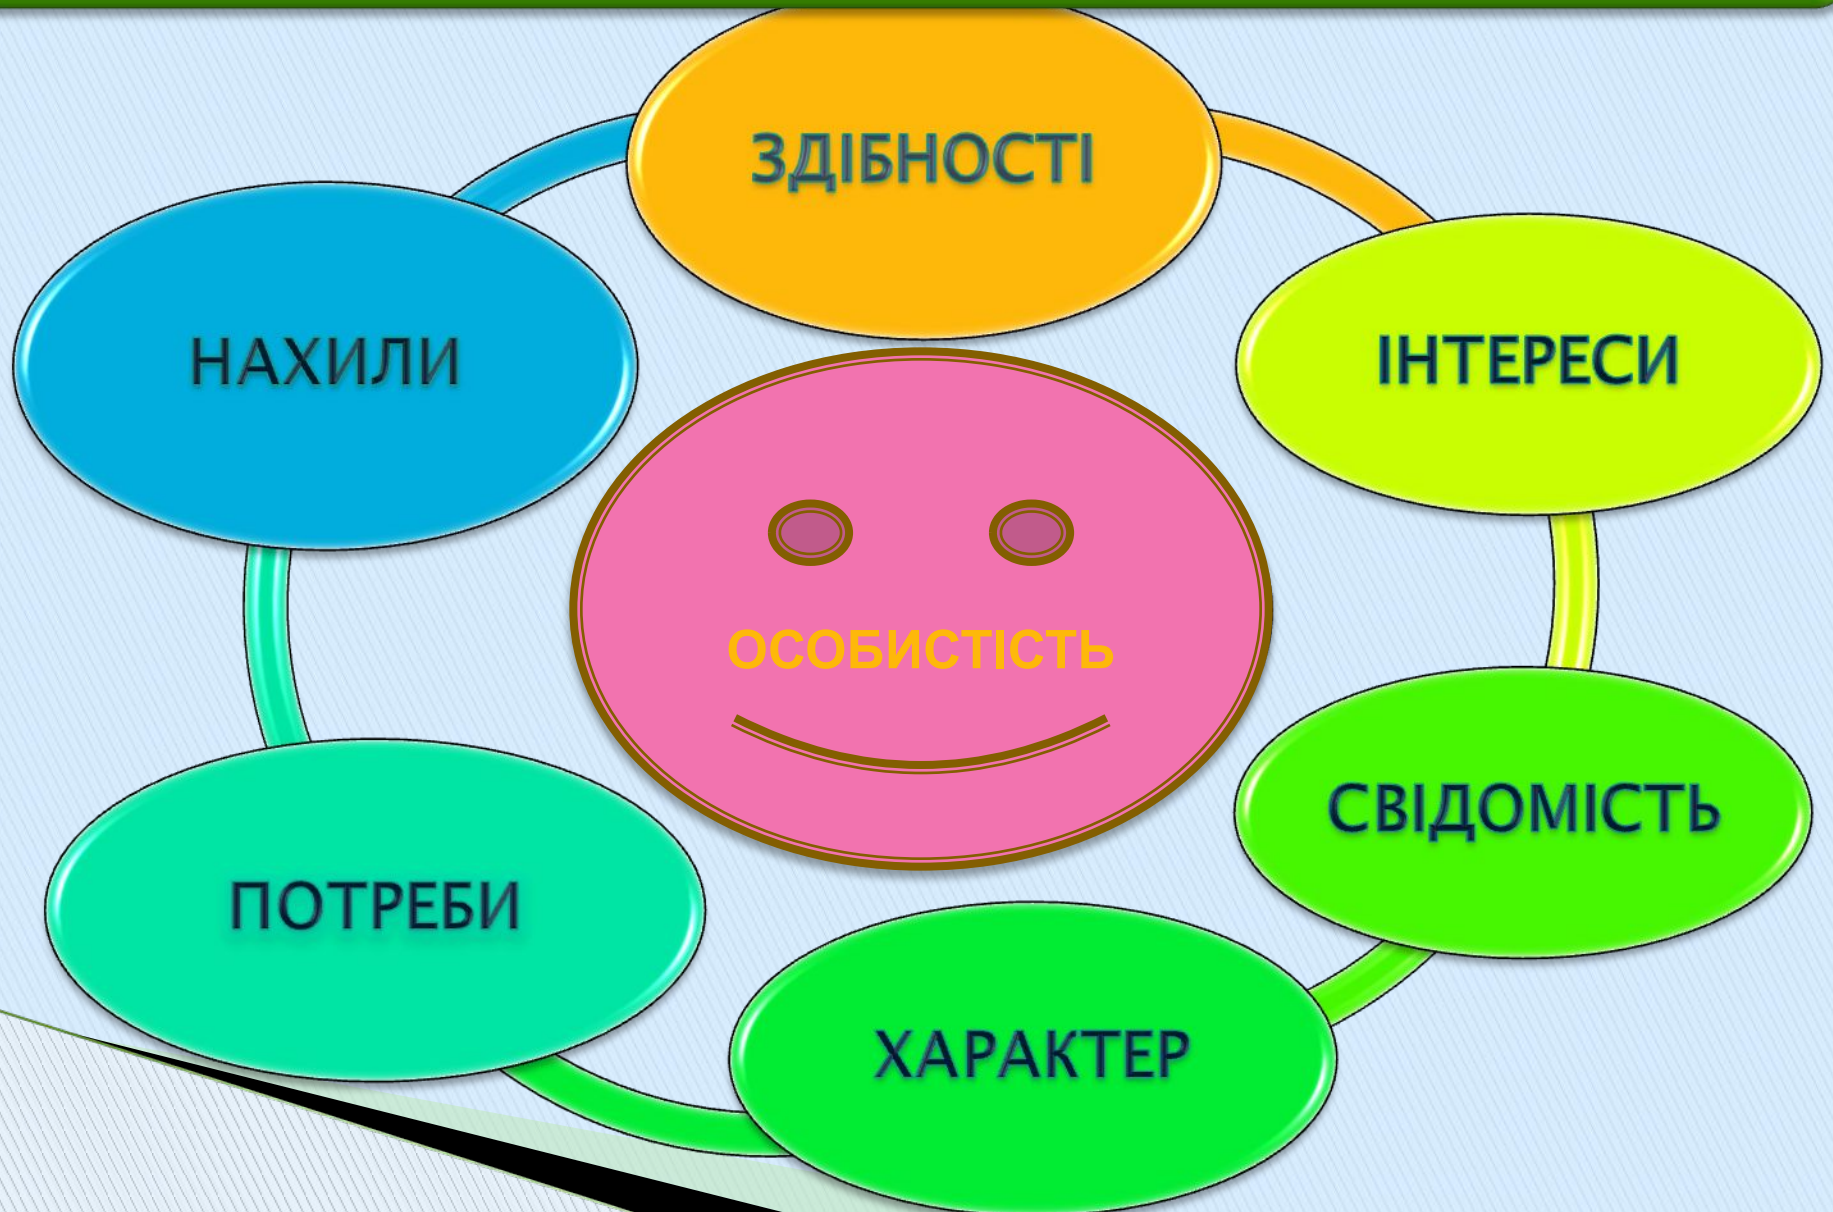 ЗДІБНОСТІ
НАХИЛИ
ІНТЕРЕСИ
ОСОБИСТІСТЬ
СВІДОМІСТЬ
ПОТРЕБИ
ХАРАКТЕР